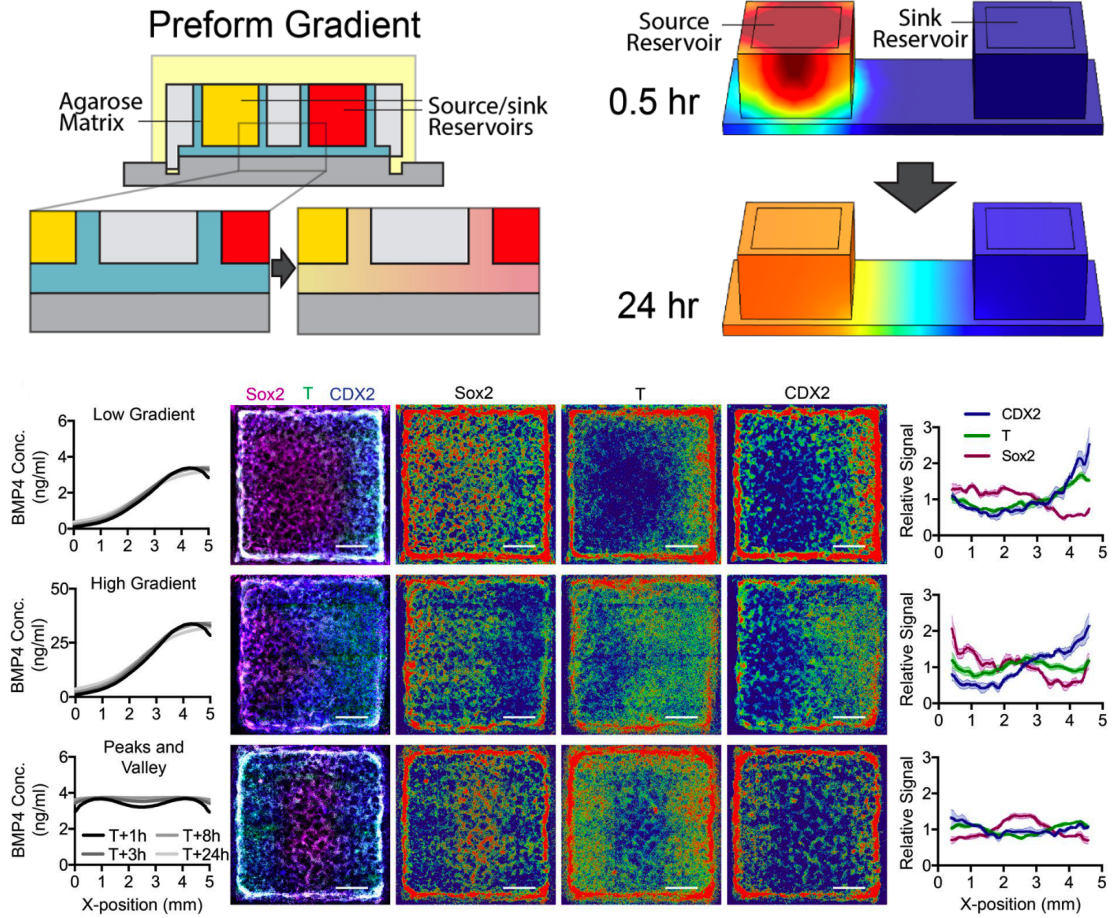 Preform Gradient
Agarose
Matrix
Source/sink
Reservoirs
Source
Reservoir
Sink
Reservoir
0.5 hr
24 hr
Sox2 T CDX2
Sox2
T
CDX2
Low Gradient
BMP4 Conc.
(ng/ml)
6
4
2
0
0 1 2 3 4 5
CDX2
T
Sox2
Relative Signal
3
2
1
0
0 1 2 3 4 5
High Gradient
BMP4 Conc.
(ng/ml)
50
25
0
0 1 2 3 4 5
Relative Signal
3
2
1
0
0 1 2 3 4 5
Peaks and
Valley
BMP4 Conc.
(ng/ml)
6
4
2
0
T+1h T+8h
T+3h T+24h
0 1 2 3 4 5
X-position (mm)
Relative Signal
3
2
1
0
0 1 2 3 4 5
X-position (mm)